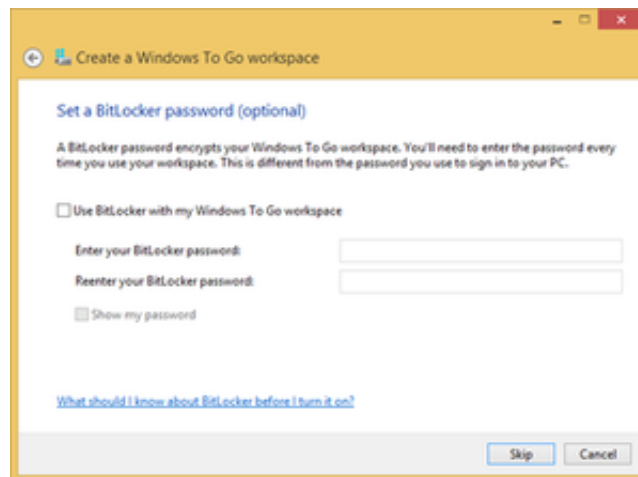 Create a Windows To Go workspace
Set a BitLocker password (optional)
A BitLocker password encrypts your Windows To Go workspace. You'll need to enter the password every
time you use your workspace. This is different from the password you use to sign in to your PC.
Use BitLocker with my Windows To Go workspace
Enter your BitLocker password:
Reenter your BitLocker password:
Show my password
What should I know about BitLocker before I turn it on?
Skip Cancel